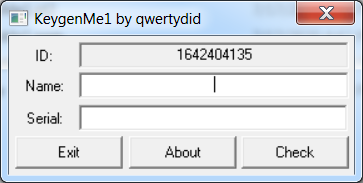 KeygenMe1 by qwertydid
ID: 1642404135
Name:
Serial:
Exit About Check